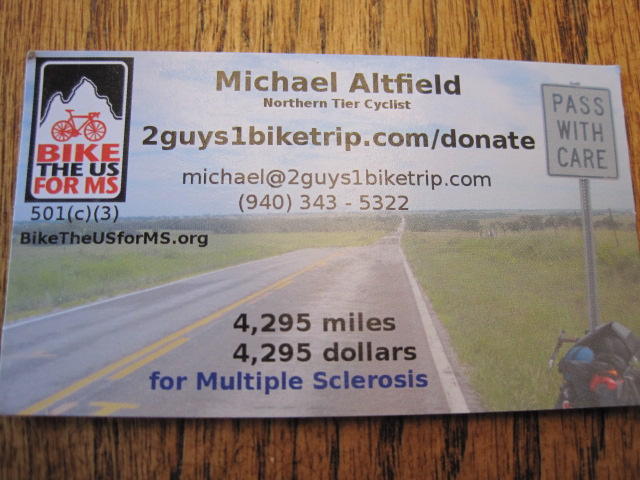 Michael Altfield
Northern Tier Cyclist
2guys1biketrip.com/donate
michael@2guys1biketrip.com
(940) 343 - 5322
BIKE
THE US
FOR MS
501(c)(3)
BikeTheUSforMS.org
PASS
WITH
CARE
4,295 miles
4,295 dollars
for Multiple Sclerosis